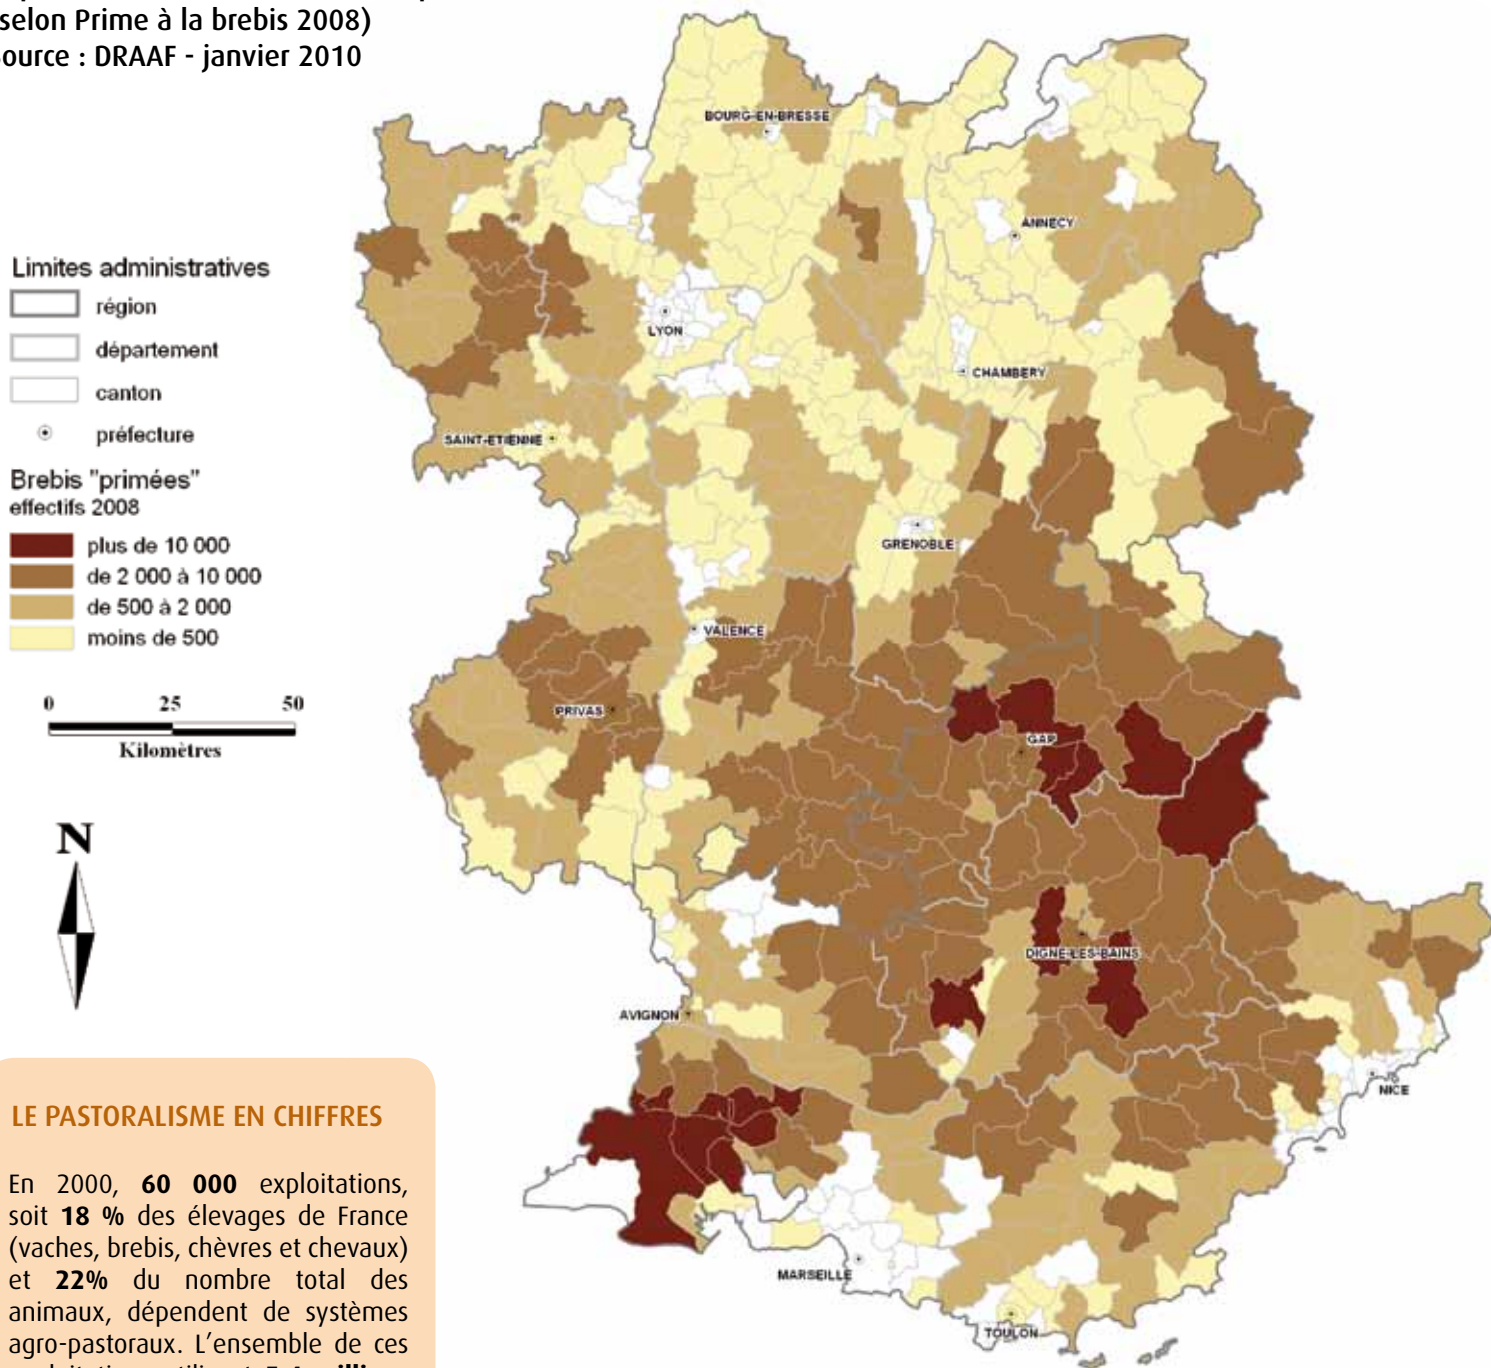 selon Prime à la brebis 2008)
ource : DRAAF - janvier 2010
Limites administratives
région
département
canton
préfecture
Brebis "primées"
effectifs 2008
plus de 10 000
de 2 000 à 10 000
de 500 à 2 000
moins de 500
0 25 50
Kilomètres
N
BOURG-EN-BRESSE
ANNECY
LYON
CHAMBERY
SAINT-ETIENNE
GRENOBLE
VALENCE
PRIVAS
GAP
DIGNE-LES-BAINS
AVIGNON
NICE
MARSEILLE
TOULON
LE PASTORALISME EN CHIFFRES
En 2000, 60 000 exploitations,
soit 18 % des élevages de France
(vaches, brebis, chèvres et chevaux)
et 22% du nombre total des
animaux, dépendent de systèmes
agro-pastoraux. L'ensemble de ces